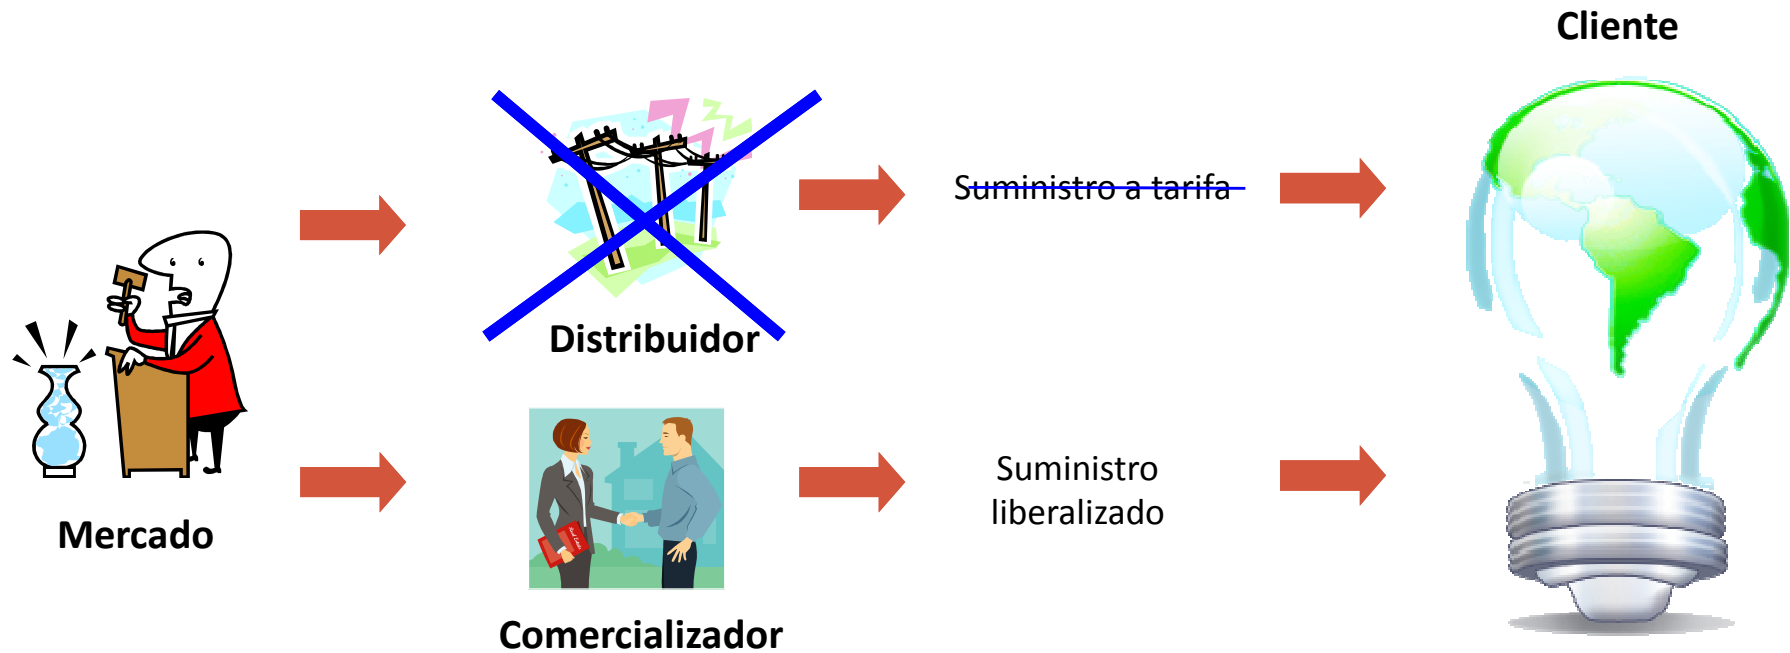 Cliente
Suministro a tarifa
Distribuidor
Mercado
Suministro
liberalizado
Comercializador